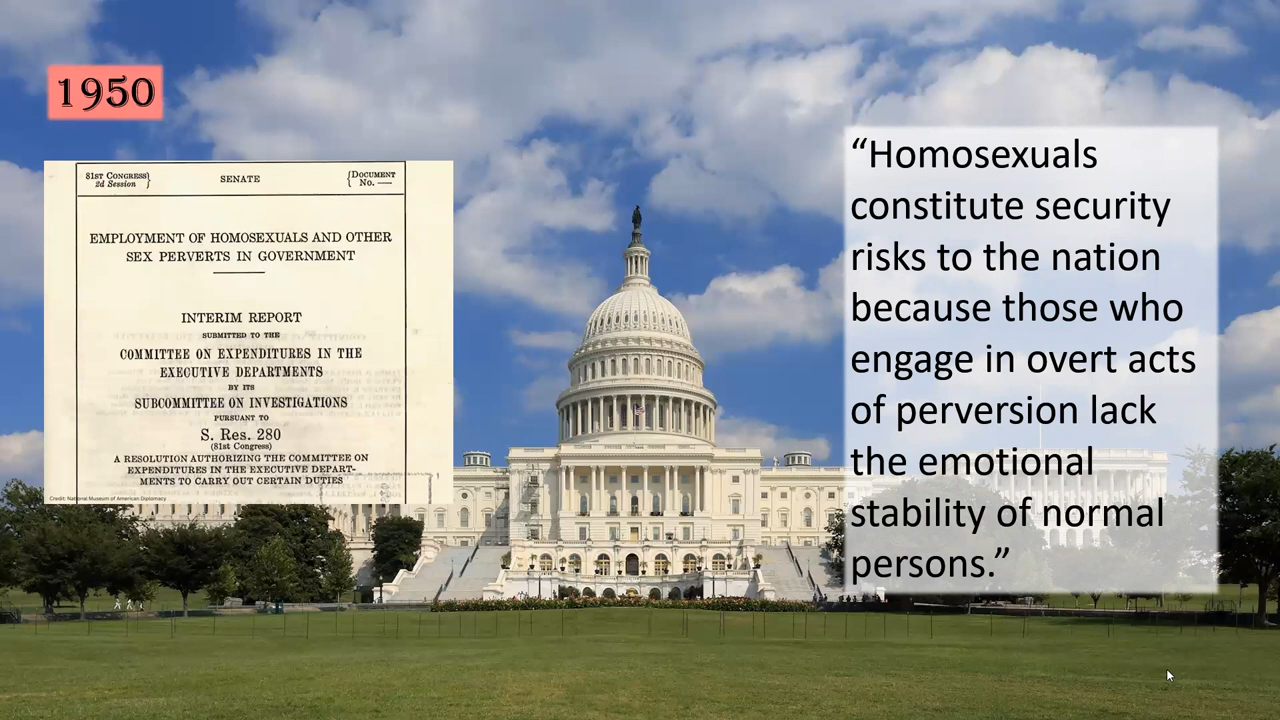 1950
81ST CONGRESS
2d Session
SENATE
DOCUMENT
No. —
EMPLOYMENT OF HOMOSEXUALS AND OTHER
SEX PERVERTS IN GOVERNMENT
INTERIM REPORT
SUBMITTED TO THE
COMMITTEE ON EXPENDITURES IN THE
EXECUTIVE DEPARTMENTS
BY ITS
SUBCOMMITTEE ON INVESTIGATIONS
PURSUANT TO
S. Res. 280
(81st Congress)
A RESOLUTION AUTHORIZING THE COMMITTEE ON
EXPENDITURES IN THE EXECUTIVE DEPART-
MENTS TO CARRY OUT CERTAIN DUTIES
Credit: National Museum of American Diplomacy
“Homosexuals
constitute security
risks to the nation
because those who
engage in overt acts
of perversion lack
the emotional
stability of normal
persons.”